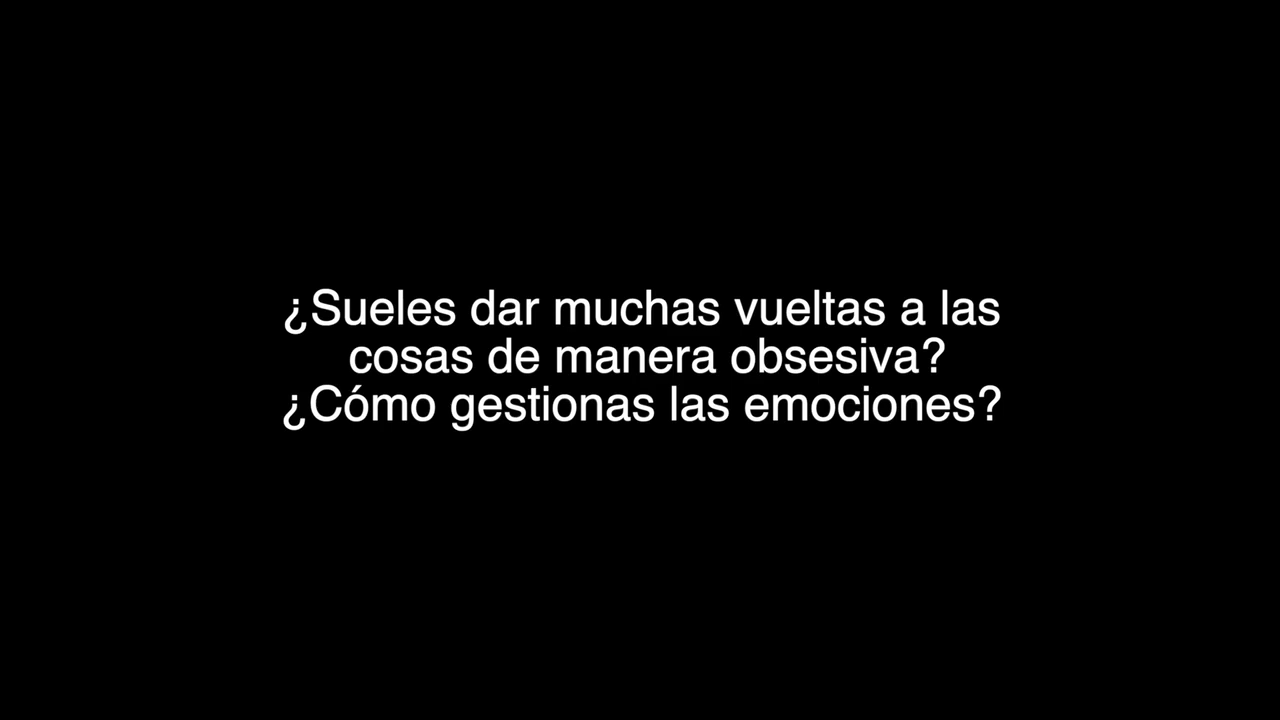 ¿Sueles dar muchas vueltas a las
cosas de manera obsesiva?
¿Cómo gestionas las emociones?